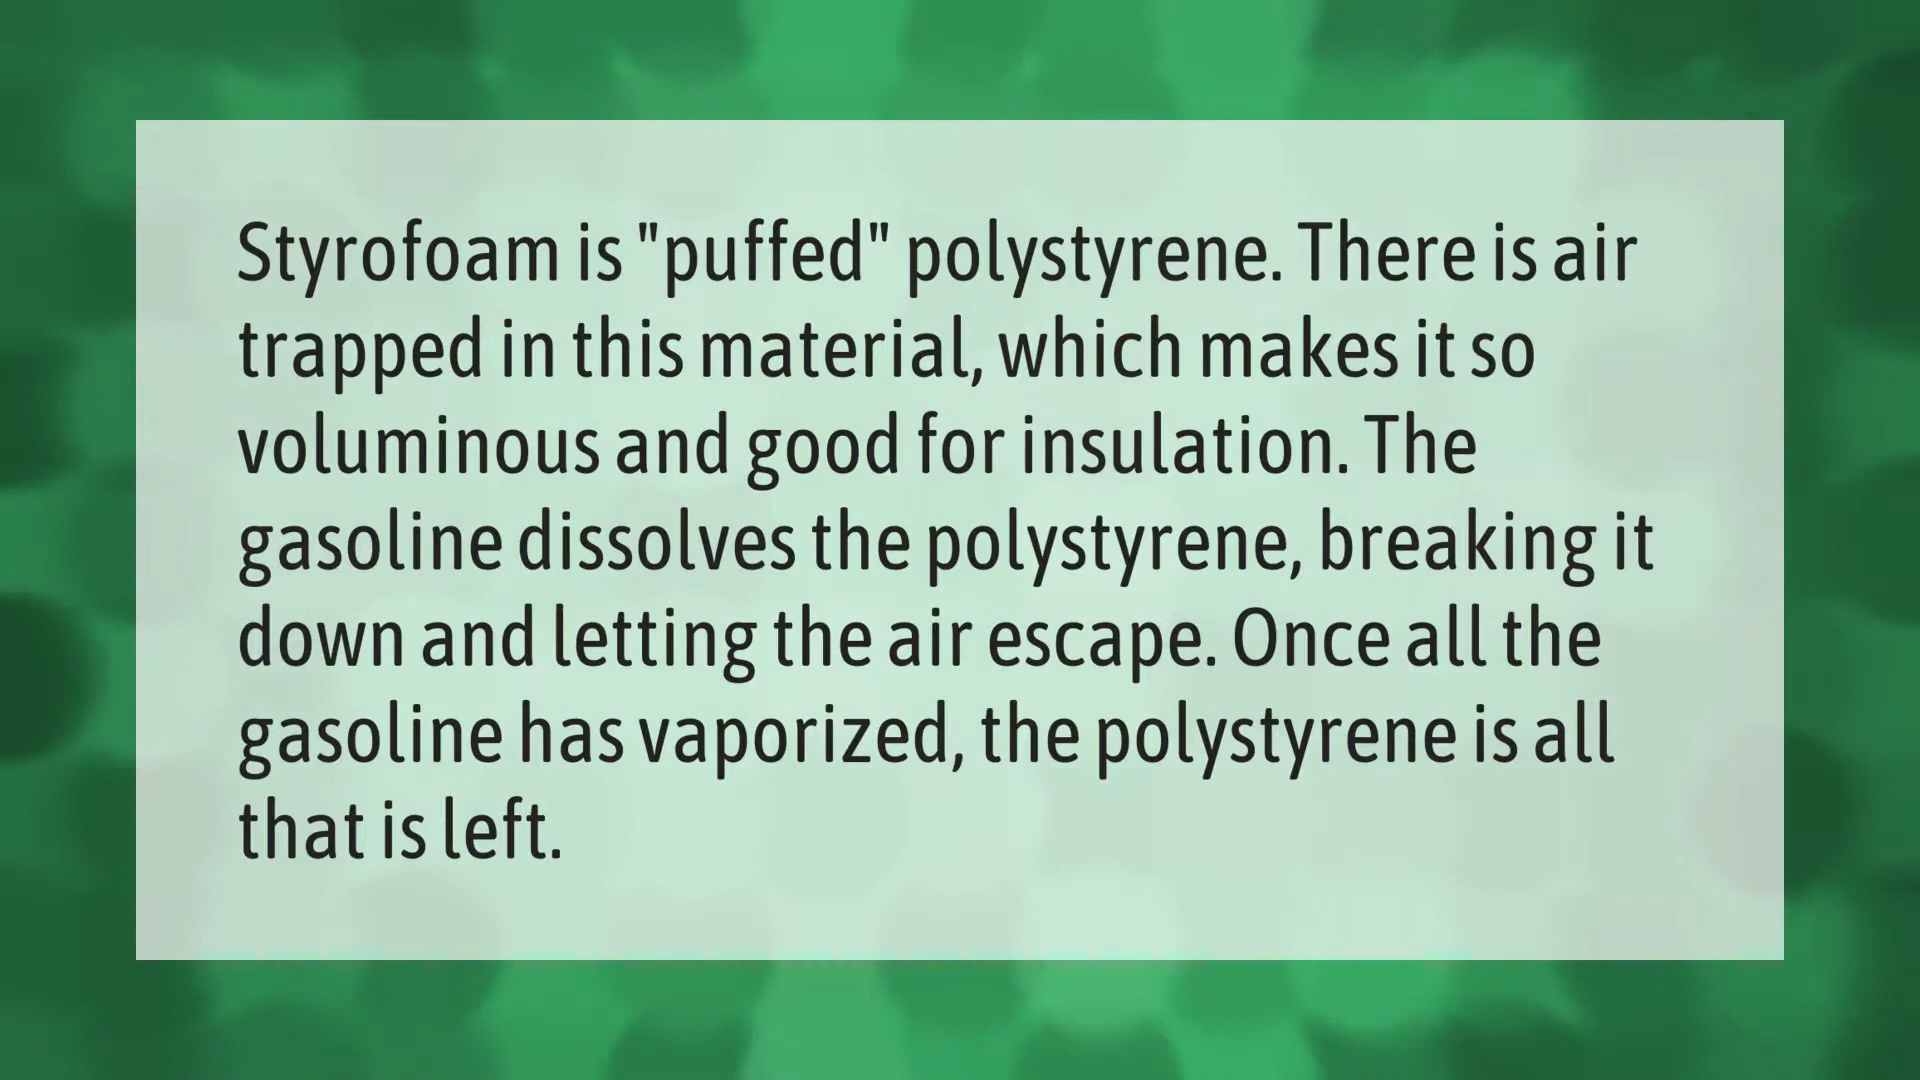 Styrofoam is "puffed" polystyrene. There is air
trapped in this material, which makes it so
voluminous and good for insulation. The
gasoline dissolves the polystyrene, breaking it
down and letting the air escape. Once all the
gasoline has vaporized, the polystyrene is all
that is left.